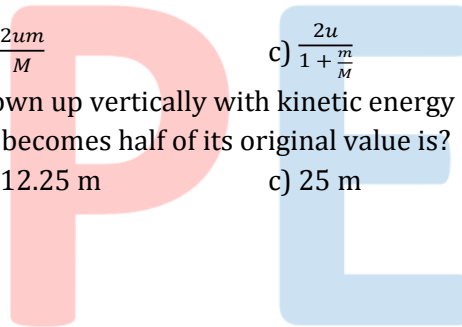 2um/M c) 2u/(1 + m/M)
own up vertically with kinetic energy
becomes half of its original value is?
12.25 m c) 25 m
PE